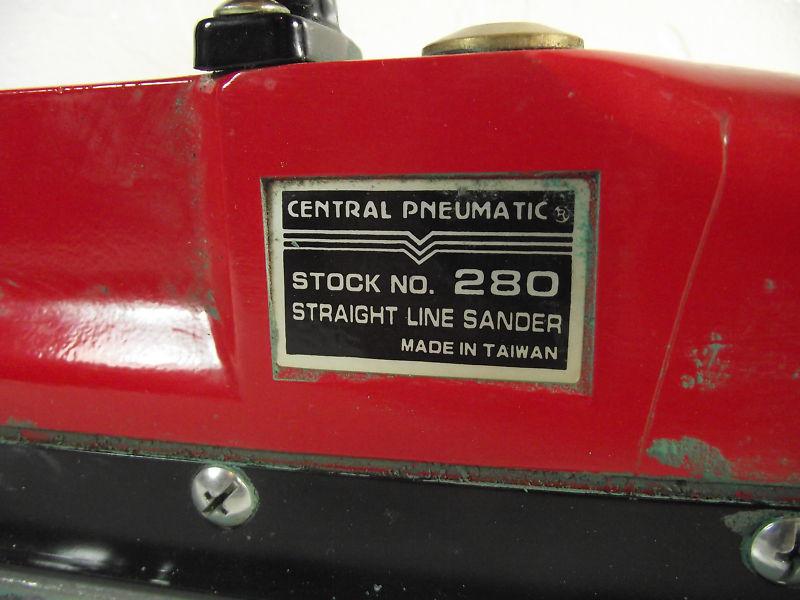 CENTRAL PNEUMATIC®
STOCK NO. 280
STRAIGHT LINE SANDER
MADE IN TAIWAN